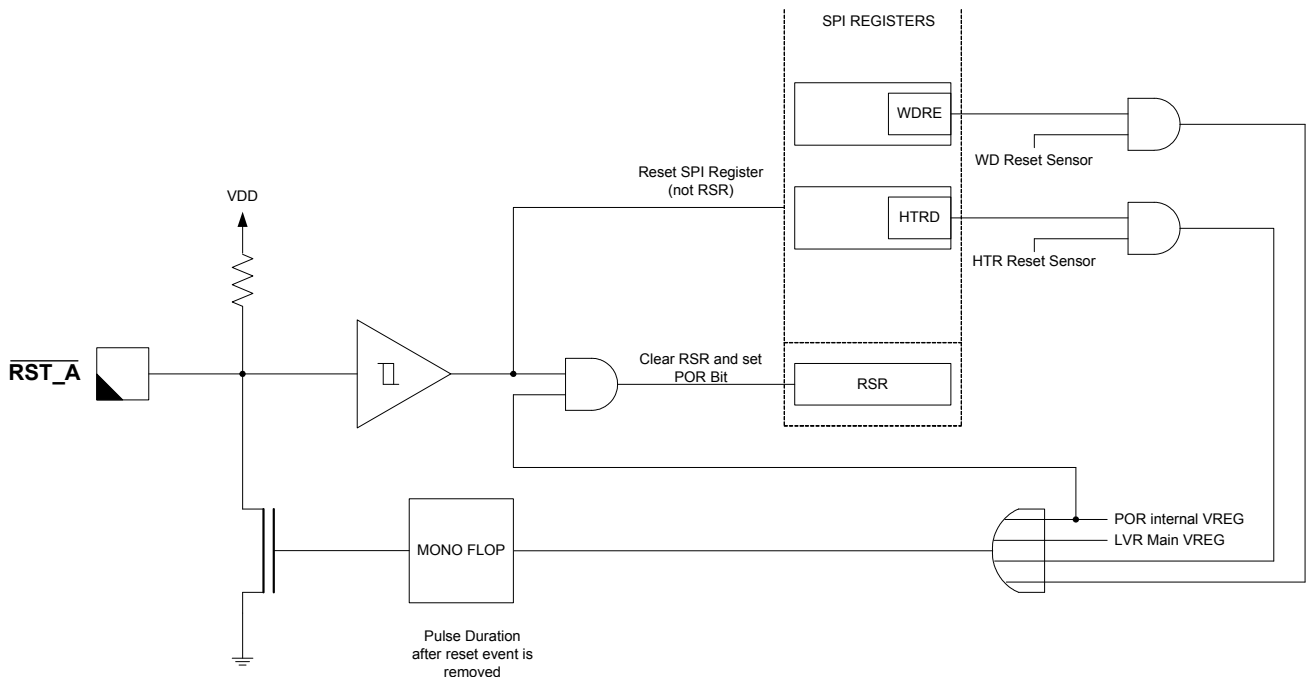 SPI REGISTERS
WDRE
WD Reset Sensor
Reset SPI Register
(not RSR)
VDD
HTRD
HTR Reset Sensor
RST_A
Clear RSR and set
POR Bit
RSR
POR internal VREG
LVR Main VREG
MONO FLOP
Pulse Duration
after reset event is
removed